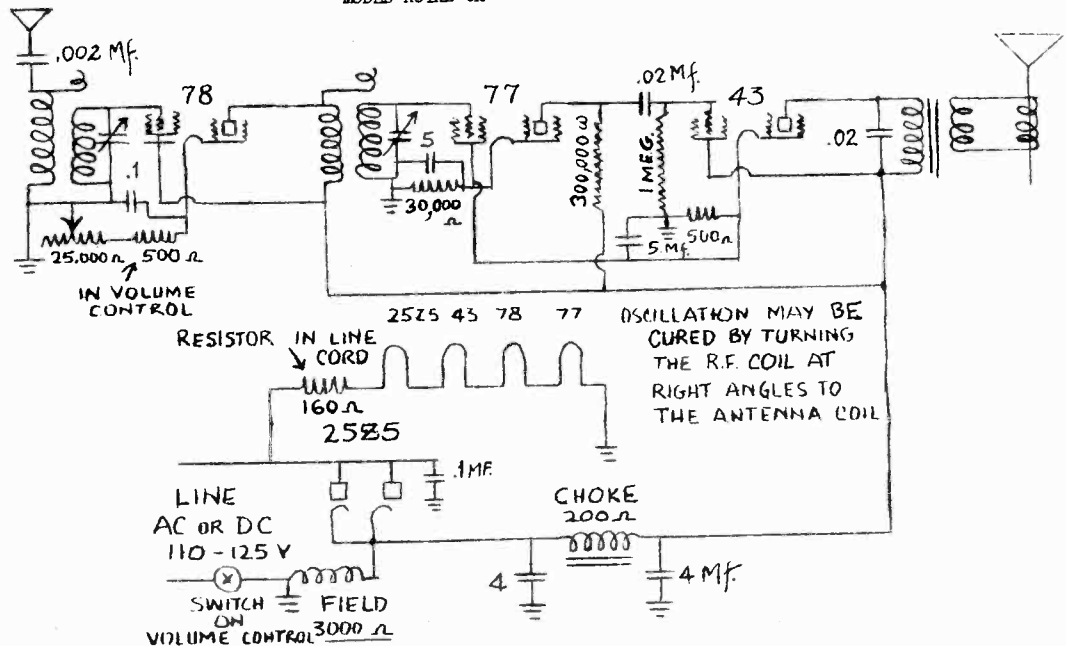 .002 Mf.
78
77
.02 Mf.
43
.1
5
30,000
Ω
300,000 ω
1 MEG.
.02
25,000 Ω
500 Ω
5 Mf.
500 Ω
IN VOLUME
CONTROL
25Z5 43 78 77
RESISTOR IN LINE
CORD
160 Ω
25Z5
OSCILLATION MAY BE
CURED BY TURNING
THE R.F. COIL AT
RIGHT ANGLES TO
THE ANTENNA COIL
.1 MF.
LINE
AC OR DC
110-125 V
CHOKE
200 Ω
4
4 Mf.
SWITCH
ON
VOLUME CONTROL
FIELD
3000 Ω